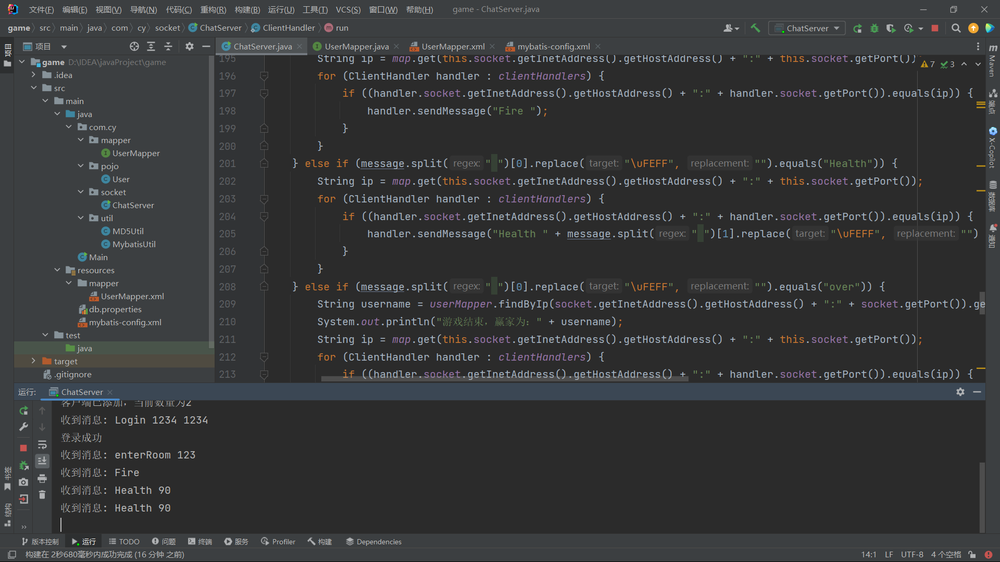 文件(F) 编辑(E) 视图(V) 导航(N) 代码(C) 重构(R) 构建(B) 运行(U) 工具(T) VCS(S) 窗口(W) 帮助(H) game - ChatServer.java
game src main java com cy socket ChatServer ClientHandler run
ChatServer
项目
ChatServer.java UserMapper.java UserMapper.xml mybatis-config.xml
game D:\IDEA\javaProject\game
.idea
src
main
java
com.cy
mapper
UserMapper
pojo
User
socket
ChatServer
util
MD5Util
MybatisUtil
Main
resources
mapper
UserMapper.xml
db.properties
mybatis-config.xml
test
java
target
.gitignore
7 3
195 String ip = map.get(this.socket.getInetAddress().getHostAddress() + ":" + this.socket.getPort());
196 for (ClientHandler handler : clientHandlers) {
197 if ((handler.socket.getInetAddress().getHostAddress() + ":" + handler.socket.getPort()).equals(ip)) {
198 handler.sendMessage("Fire ");
199 }
200 }
201 } else if (message.split( regex: " ")[0].replace( target: "\uFEFF", replacement: "").equals("Health")) {
202 String ip = map.get(this.socket.getInetAddress().getHostAddress() + ":" + this.socket.getPort());
203 for (ClientHandler handler : clientHandlers) {
204 if ((handler.socket.getInetAddress().getHostAddress() + ":" + handler.socket.getPort()).equals(ip)) {
205 handler.sendMessage("Health " + message.split( regex: " ")[1].replace( target: "\uFEFF", replacement: "")
206 }
207 }
208 } else if (message.split( regex: " ")[0].replace( target: "\uFEFF", replacement: "").equals("over")) {
209 String username = userMapper.findByIp(socket.getInetAddress().getHostAddress() + ":" + socket.getPort()).ge
210 System.out.println("游戏结束，赢家为：" + username);
211 String ip = map.get(this.socket.getInetAddress().getHostAddress() + ":" + this.socket.getPort());
212 for (ClientHandler handler : clientHandlers) {
213 if ((handler.socket.getInetAddress().getHostAddress() + ":" + handler.socket.getPort()).equals(ip)) {
项目
书签
结构
Maven
端点
X-Copilot
数据库
通知
运行: ChatServer
客户端已添加，当前数量为2
收到消息: Login 1234 1234
登录成功
收到消息: enterRoom 123
收到消息: Fire
收到消息: Health 90
收到消息: Health 90
版本控制 运行 TODO 问题 终端 服务 Profiler 构建 Dependencies
构建在 2秒680毫秒内成功完成 (16 分钟 之前) 14:1 LF UTF-8 4 个空格